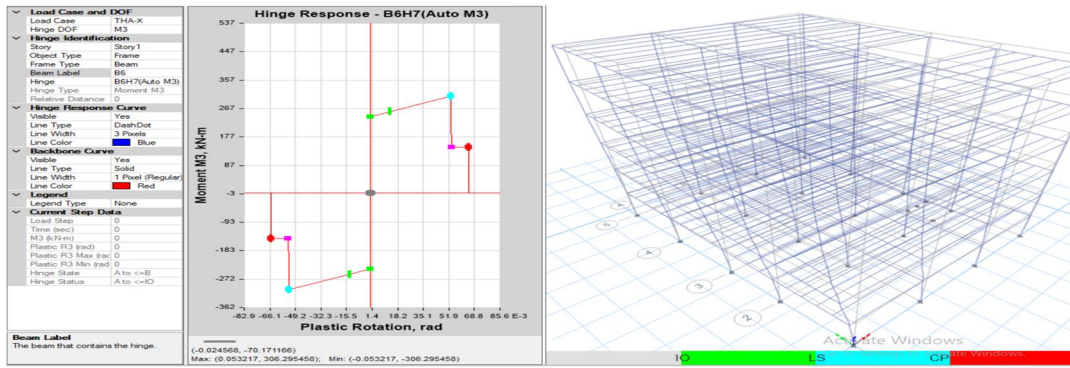 Load Case and DOF
Load Case THA-X
Hinge DOF M3
Hinge Identification
Story Story1
Object Type Frame
Frame Type Beam
Beam Label B6
Hinge B6H7(Auto M3)
Hinge Type Moment M3
Relative Distance 0
Hinge Response Curve
Visible Yes
Line Type DashDot
Line Width 3 Pixels
Line Color Blue
Backbone Curve
Visible Yes
Line Type Solid
Line Width 1 Pixel (Regular)
Line Color Red
Legend
Legend Type None
Current Step Data
Load Step 0
Time (sec) 0
M3 (kN-m) 0
Plastic R3 (rad) 0
Plastic R3 Max (rad 0
Plastic R3 Min (rad 0
Hinge State A to <=B
Hinge Status A to <=IO
Beam Label
The beam that contains the hinge.
Hinge Response - B6H7(Auto M3)
Moment M3, kN-m
537
447
357
267
177
87
-3
-93
-183
-272
-362
-82.9 -66.1 -49.2 -32.3 -15.5 1.4 18.2 35.1 51.9 68.8 85.6 E-3
Plastic Rotation, rad
(-0.024568, -70.171166)
Max: (0.053217, 306.295458); Min: (-0.053217, -306.295458)
4
3
2
Activate Windows
ate Windows.
IO LS CP